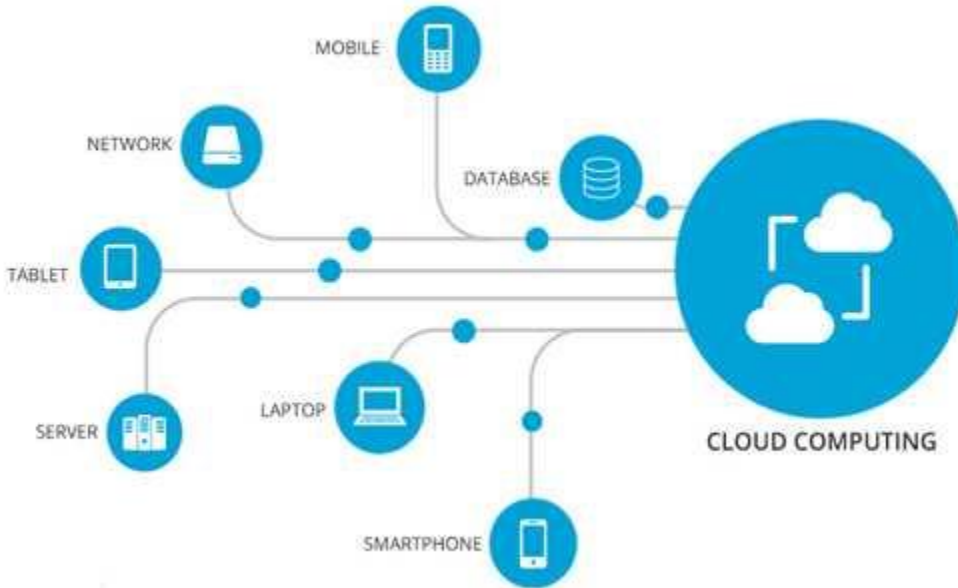 MOBILE
NETWORK
DATABASE
TABLET
LAPTOP
SERVER
CLOUD COMPUTING
SMARTPHONE